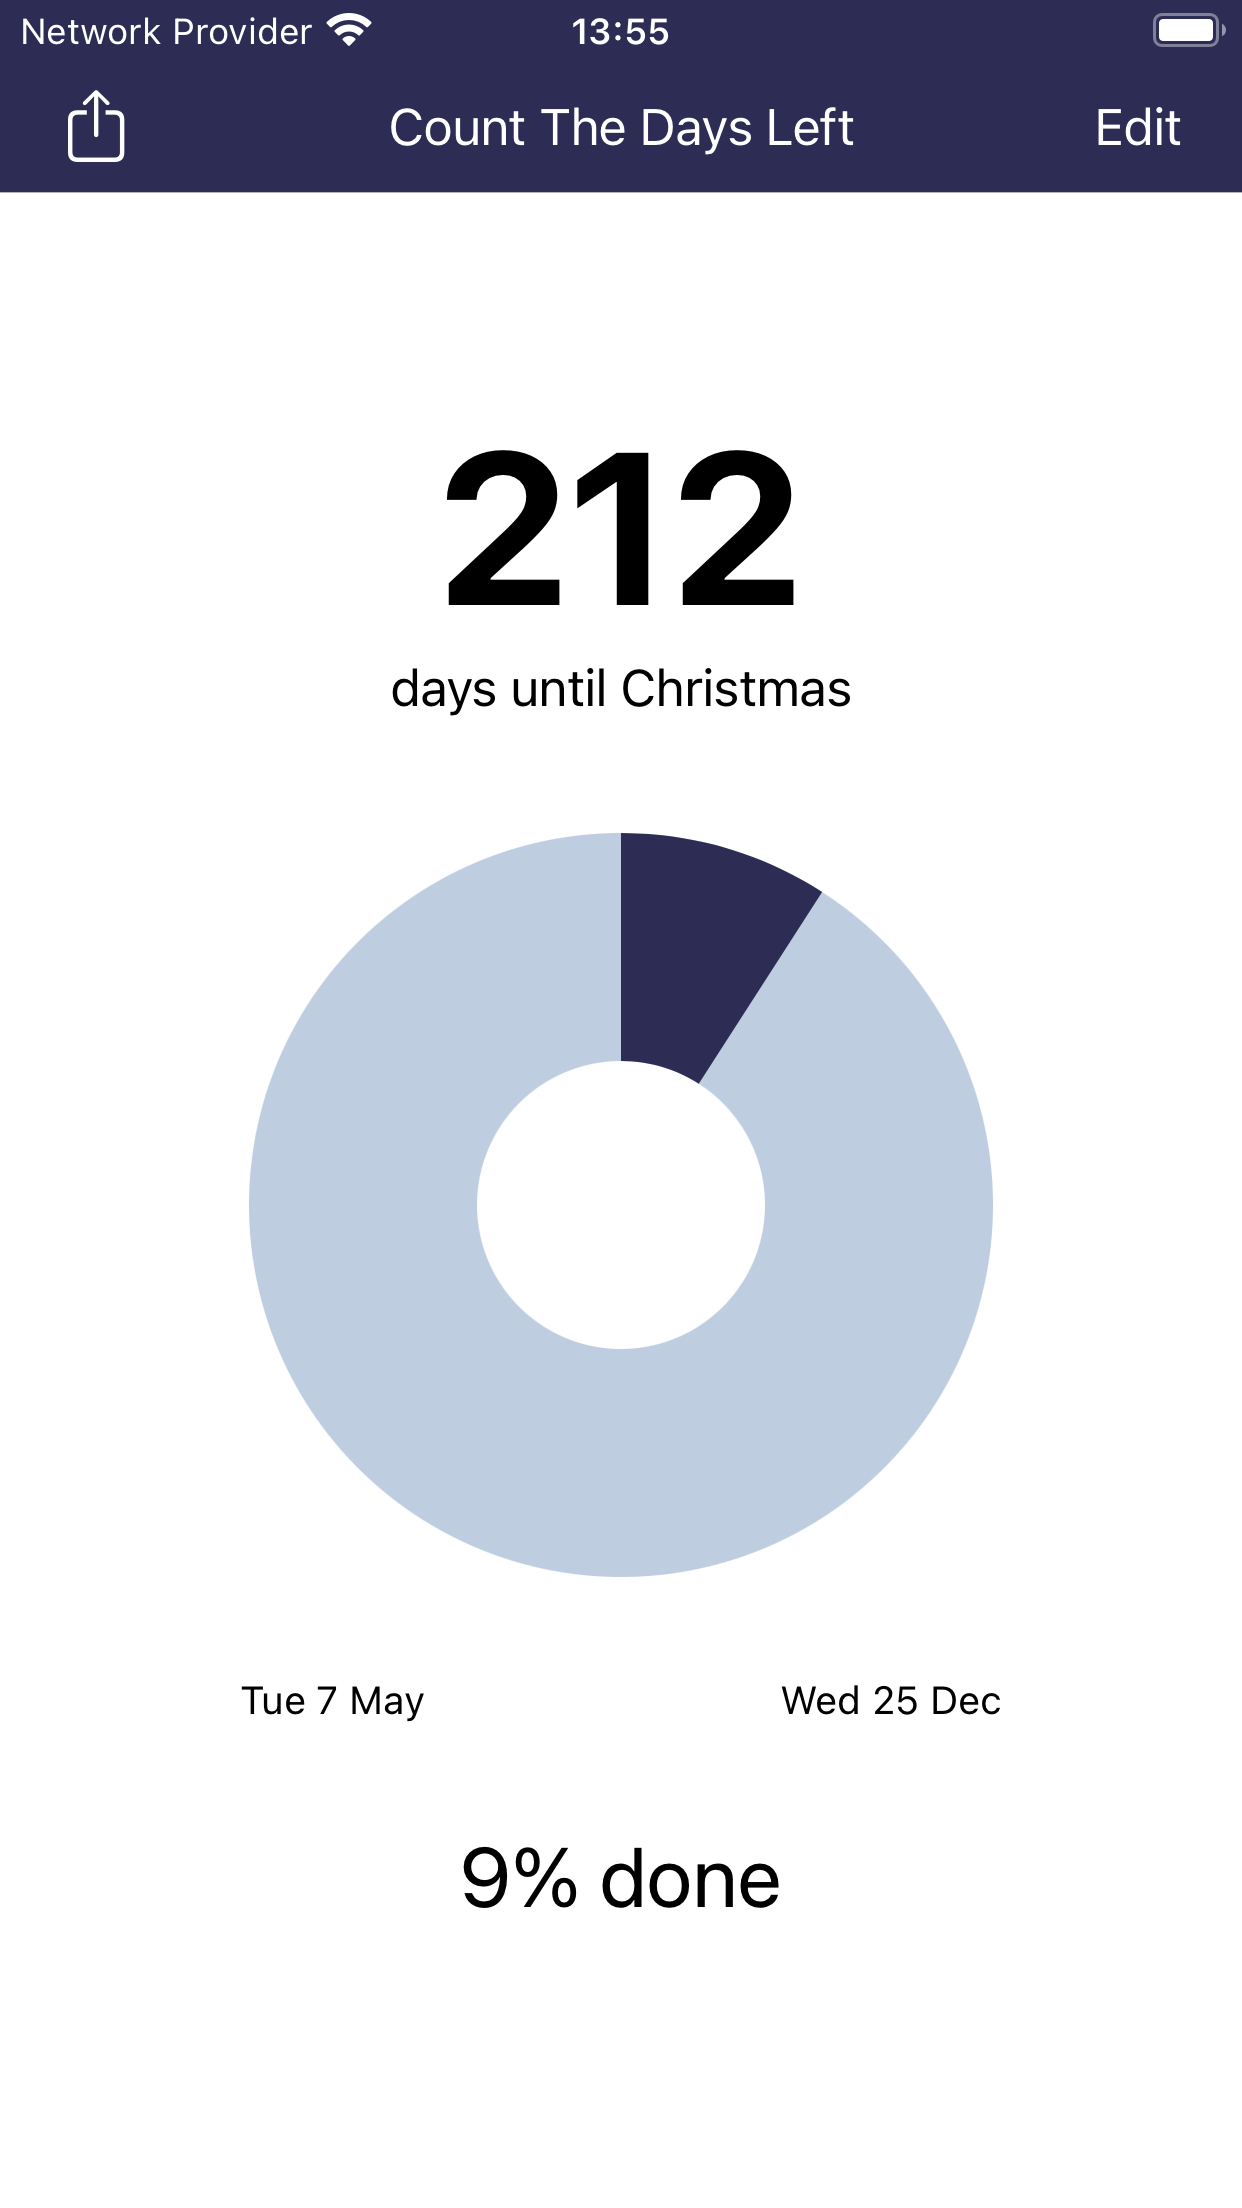 Network Provider 13:55
Count The Days Left Edit
212
days until Christmas
Tue 7 May Wed 25 Dec
9% done